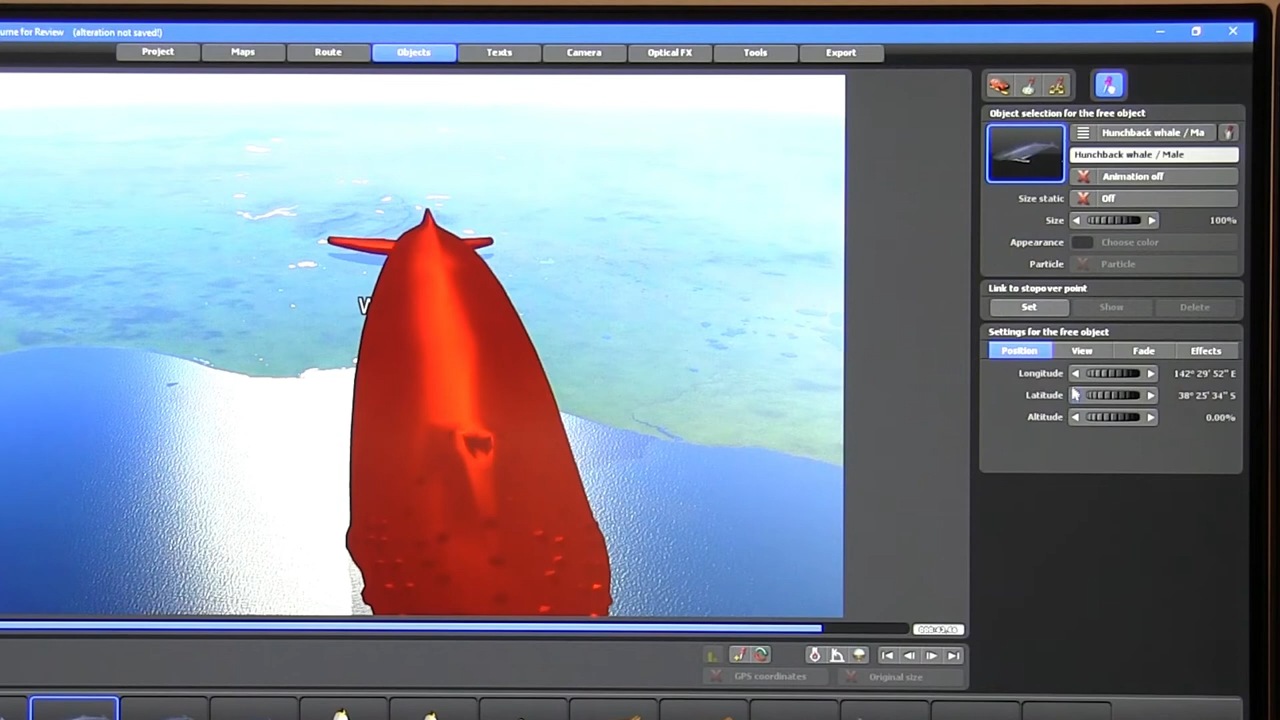 ume for Review (alteration not saved!)
Project Maps Route Objects Texts Camera Optical FX Tools Export
Object selection for the free object
Hunchback whale / Ma
Hunchback whale / Male
Animation off
Size static Off
Size 100%
Appearance Choose color
Particle Particle
Link to stopover point
Set Show Delete
Settings for the free object
Position View Fade Effects
Longitude 142° 29' 52" E
Latitude 38° 25' 34" S
Altitude 0.00%
W
GPS coordinates Original size